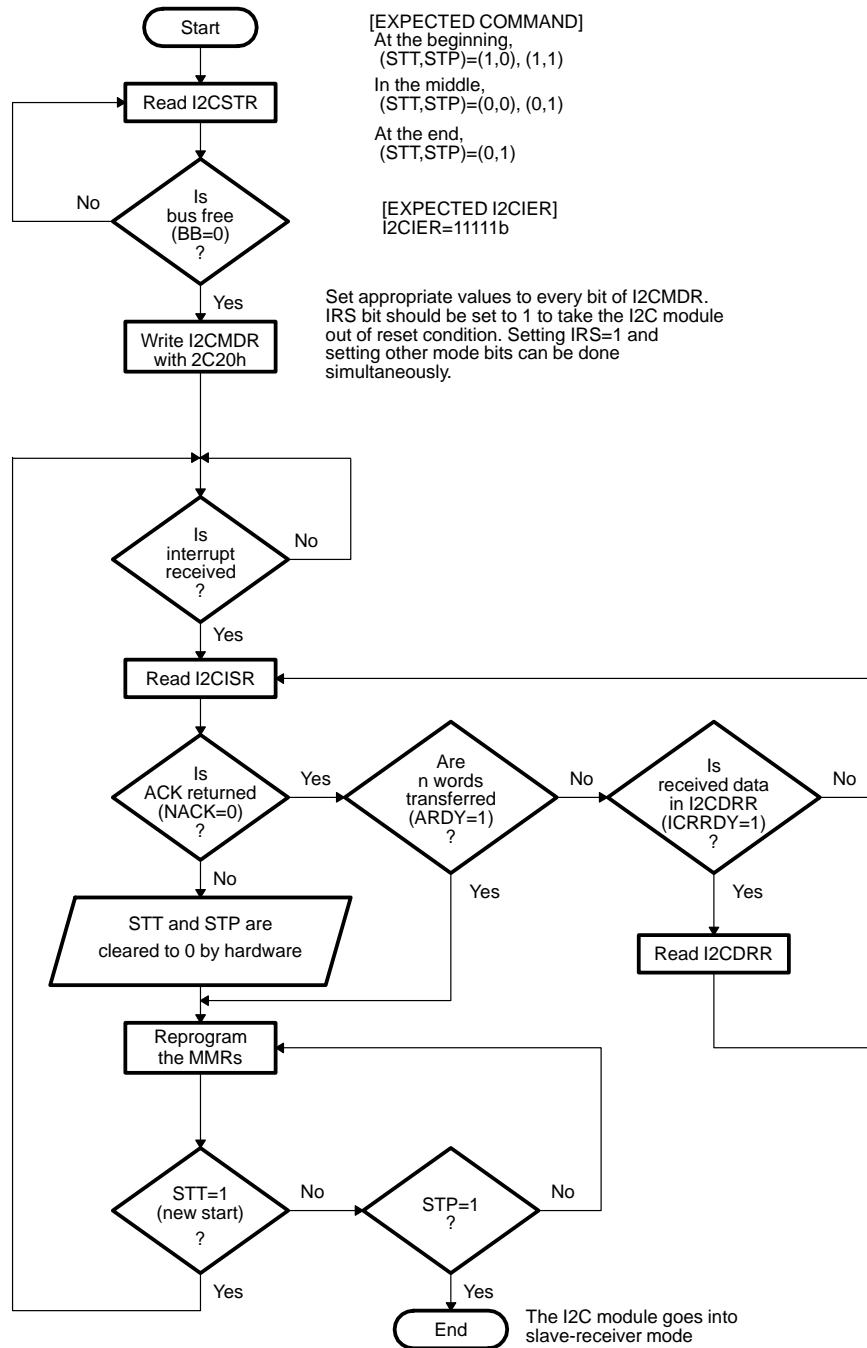 Start
[EXPECTED COMMAND]
At the beginning,
(STT,STP)=(1,0), (1,1)
In the middle,
(STT,STP)=(0,0), (0,1)
At the end,
(STT,STP)=(0,1)
Read I2CSTR
No
Is
bus free
(BB=0)
?
[EXPECTED I2CIER]
I2CIER=11111b
Yes
Write I2CMDR
with 2C20h
Set appropriate values to every bit of I2CMDR.
IRS bit should be set to 1 to take the I2C module
out of reset condition. Setting IRS=1 and
setting other mode bits can be done
simultaneously.
Is
interrupt
received
?
No
Yes
Read I2CISR
Is
ACK returned
(NACK=0)
?
Yes
Are
n words
transferred
(ARDY=1)
?
No
Is
received data
in I2CDRR
(ICRRDY=1)
?
No
No
Yes
Yes
STT and STP are
cleared to 0 by hardware
Read I2CDRR
Reprogram
the MMRs
STT=1
(new start)
?
No
STP=1
?
No
Yes
Yes
End
The I2C module goes into
slave-receiver mode